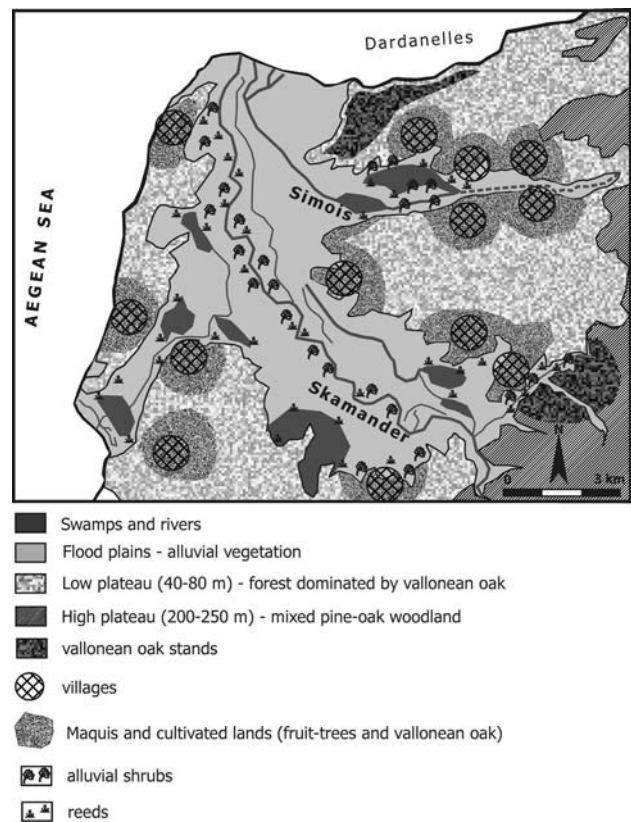 Dardanelles
AEGEAN SEA
Simois
Skamander
N
0 3 km
Swamps and rivers
Flood plains - alluvial vegetation
Low plateau (40-80 m) - forest dominated by vallonean oak
High plateau (200-250 m) - mixed pine-oak woodland
vallonean oak stands
villages
Maquis and cultivated lands (fruit-trees and vallonean oak)
alluvial shrubs
reeds